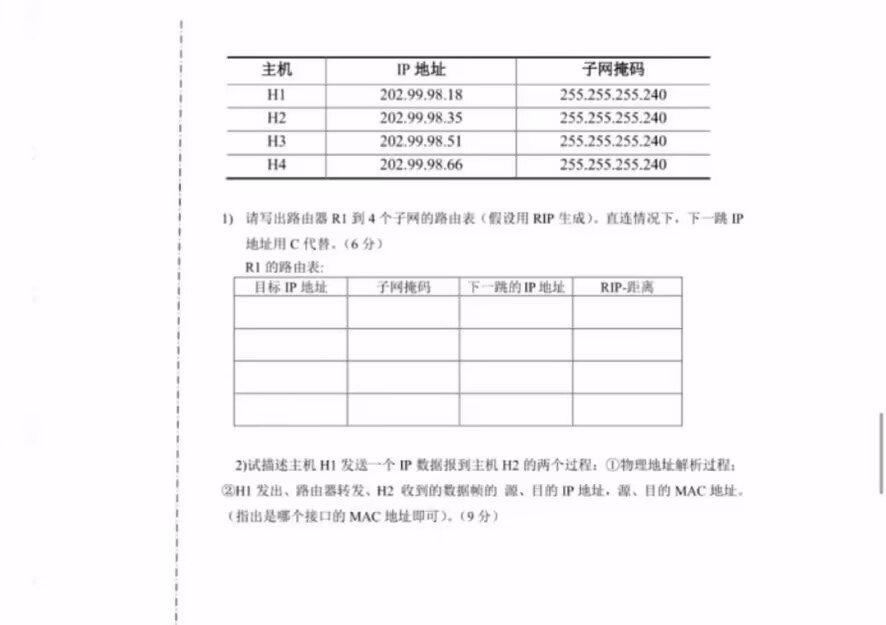 主机 IP 地址 子网掩码
H1 202.99.98.18 255.255.255.240
H2 202.99.98.35 255.255.255.240
H3 202.99.98.51 255.255.255.240
H4 202.99.98.66 255.255.255.240
1) 请写出路由器 R1 到 4 个子网的路由表（假设用 RIP 生成）。直连情况下，下一跳 IP
地址用 C 代替。（6 分）
R1 的路由表:
目标 IP 地址 子网掩码 下一跳的 IP 地址 RIP-距离
2)试描述主机 H1 发送一个 IP 数据报到主机 H2 的两个过程：①物理地址解析过程；
②H1 发出、路由器转发、H2 收到的数据帧的 源、目的 IP 地址，源、目的 MAC 地址。
（指出是哪个接口的 MAC 地址即可）。（9 分）